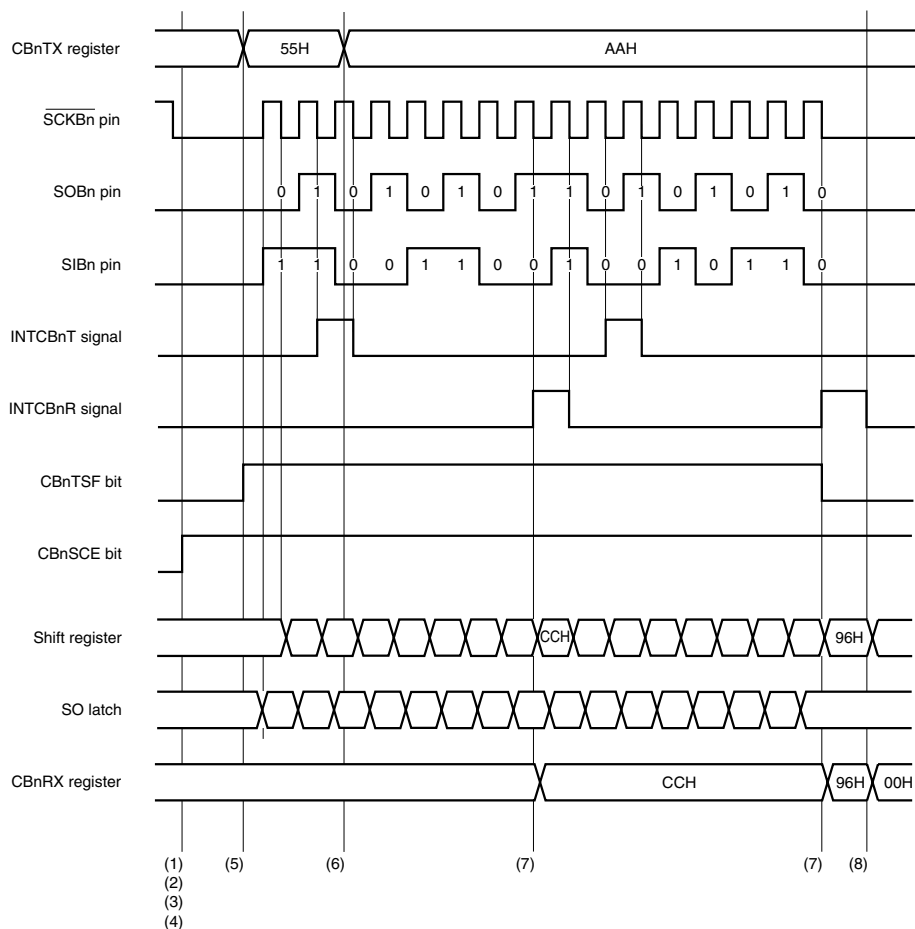 CBnTX register 55H AAH
SCKBn pin
SOBn pin 0 1 0 1 0 1 0 1 1 0 1 0 1 0 1 0
SIBn pin 1 1 0 0 1 1 0 0 1 0 0 1 0 1 1 0
INTCBnT signal
INTCBnR signal
CBnTSF bit
CBnSCE bit
Shift register CCH 96H
SO latch
CBnRX register CCH 96H 00H
(1) (5) (6) (7) (7) (8)
(2)
(3)
(4)